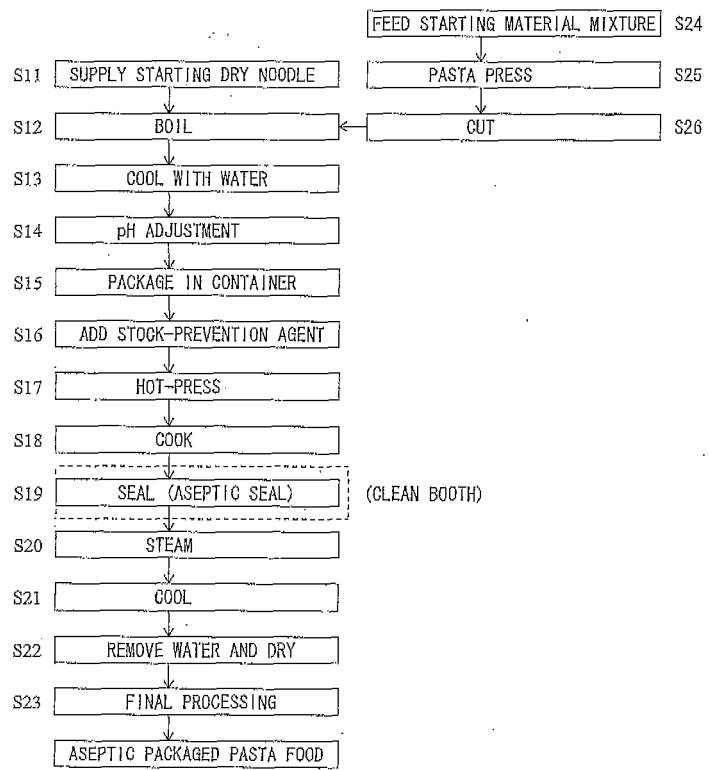 FEED STARTING MATERIAL MIXTURE S24
S11 SUPPLY STARTING DRY NOODLE PASTA PRESS S25
S12 BOIL CUT S26
S13 COOL WITH WATER
S14 pH ADJUSTMENT
S15 PACKAGE IN CONTAINER
S16 ADD STOCK-PREVENTION AGENT
S17 HOT-PRESS
S18 COOK
S19 SEAL (ASEPTIC SEAL) (CLEAN BOOTH)
S20 STEAM
S21 COOL
S22 REMOVE WATER AND DRY
S23 FINAL PROCESSING
ASEPTIC PACKAGED PASTA FOOD